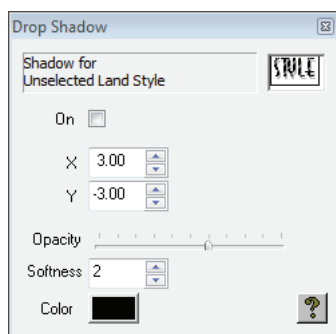 Drop Shadow
Shadow for
Unselected Land Style
STYLE
On
X 3.00
Y -3.00
Opacity
Softness 2
Color
?